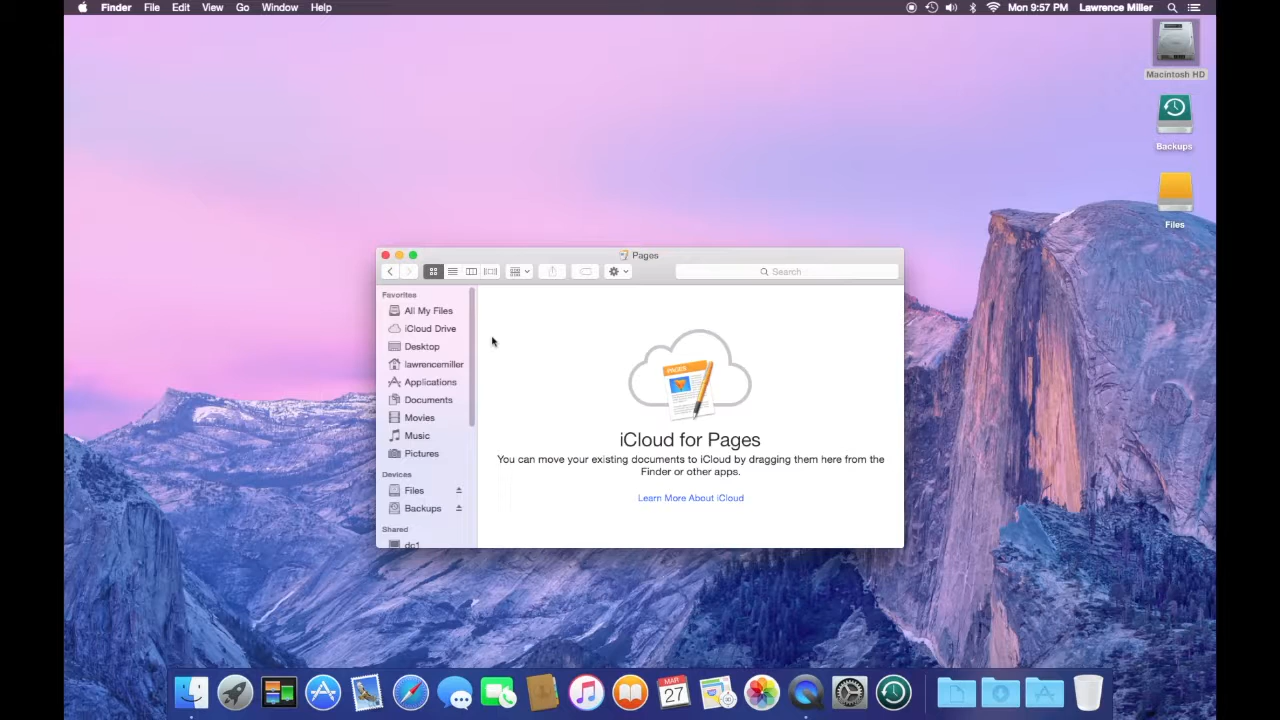 Finder File Edit View Go Window Help Mon 9:57 PM Lawrence Miller
Macintosh HD
Backups
Files
Pages
Search
Favorites
All My Files
iCloud Drive
Desktop
lawrencemiller
Applications
Documents
Movies
Music
Pictures
Devices
Files
Backups
Shared
dc1
PAGES
iCloud for Pages
You can move your existing documents to iCloud by dragging them here from the
Finder or other apps.
Learn More About iCloud
MAR
27